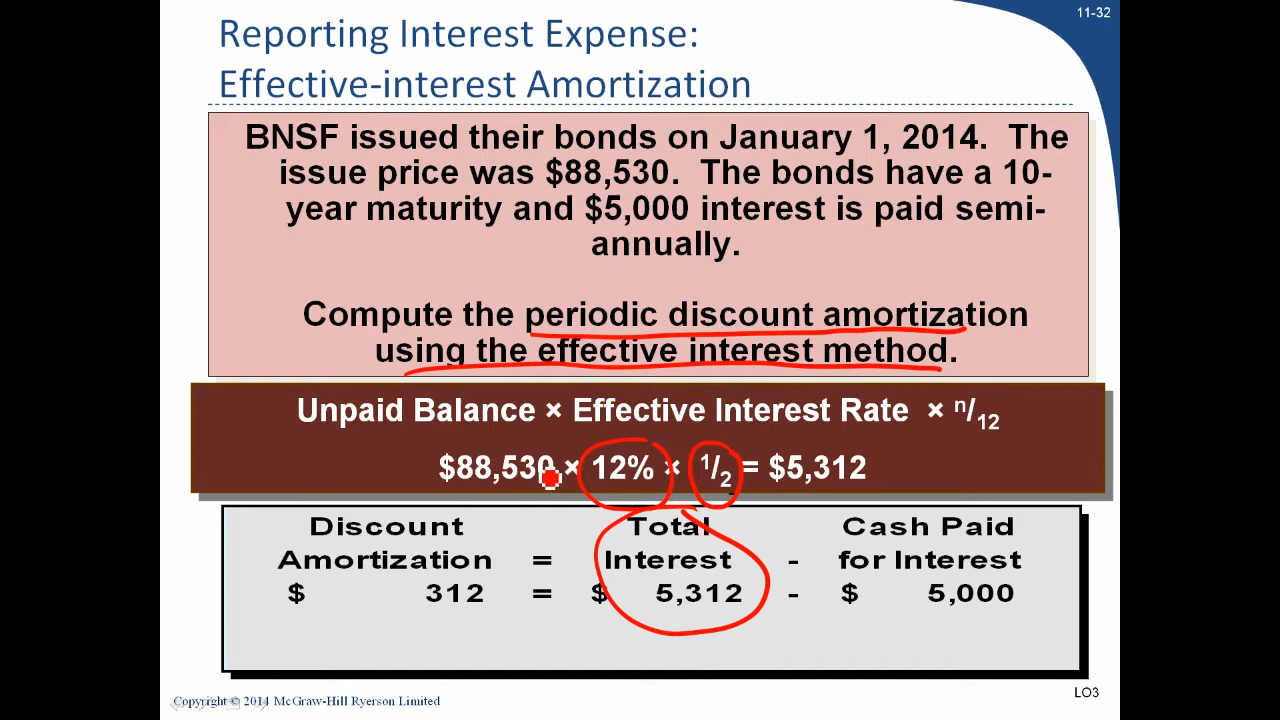 11-32
Reporting Interest Expense:
Effective-interest Amortization
BNSF issued their bonds on January 1, 2014. The
issue price was $88,530. The bonds have a 10-
year maturity and $5,000 interest is paid semi-
annually.
Compute the periodic discount amortization
using the effective interest method.
Unpaid Balance × Effective Interest Rate × n/12
$88,530 × 12% × 1/2 = $5,312
Discount Total Cash Paid
Amortization = Interest - for Interest
$ 312 = $ 5,312 - $ 5,000
Copyright © 2014 McGraw-Hill Ryerson Limited
LO3